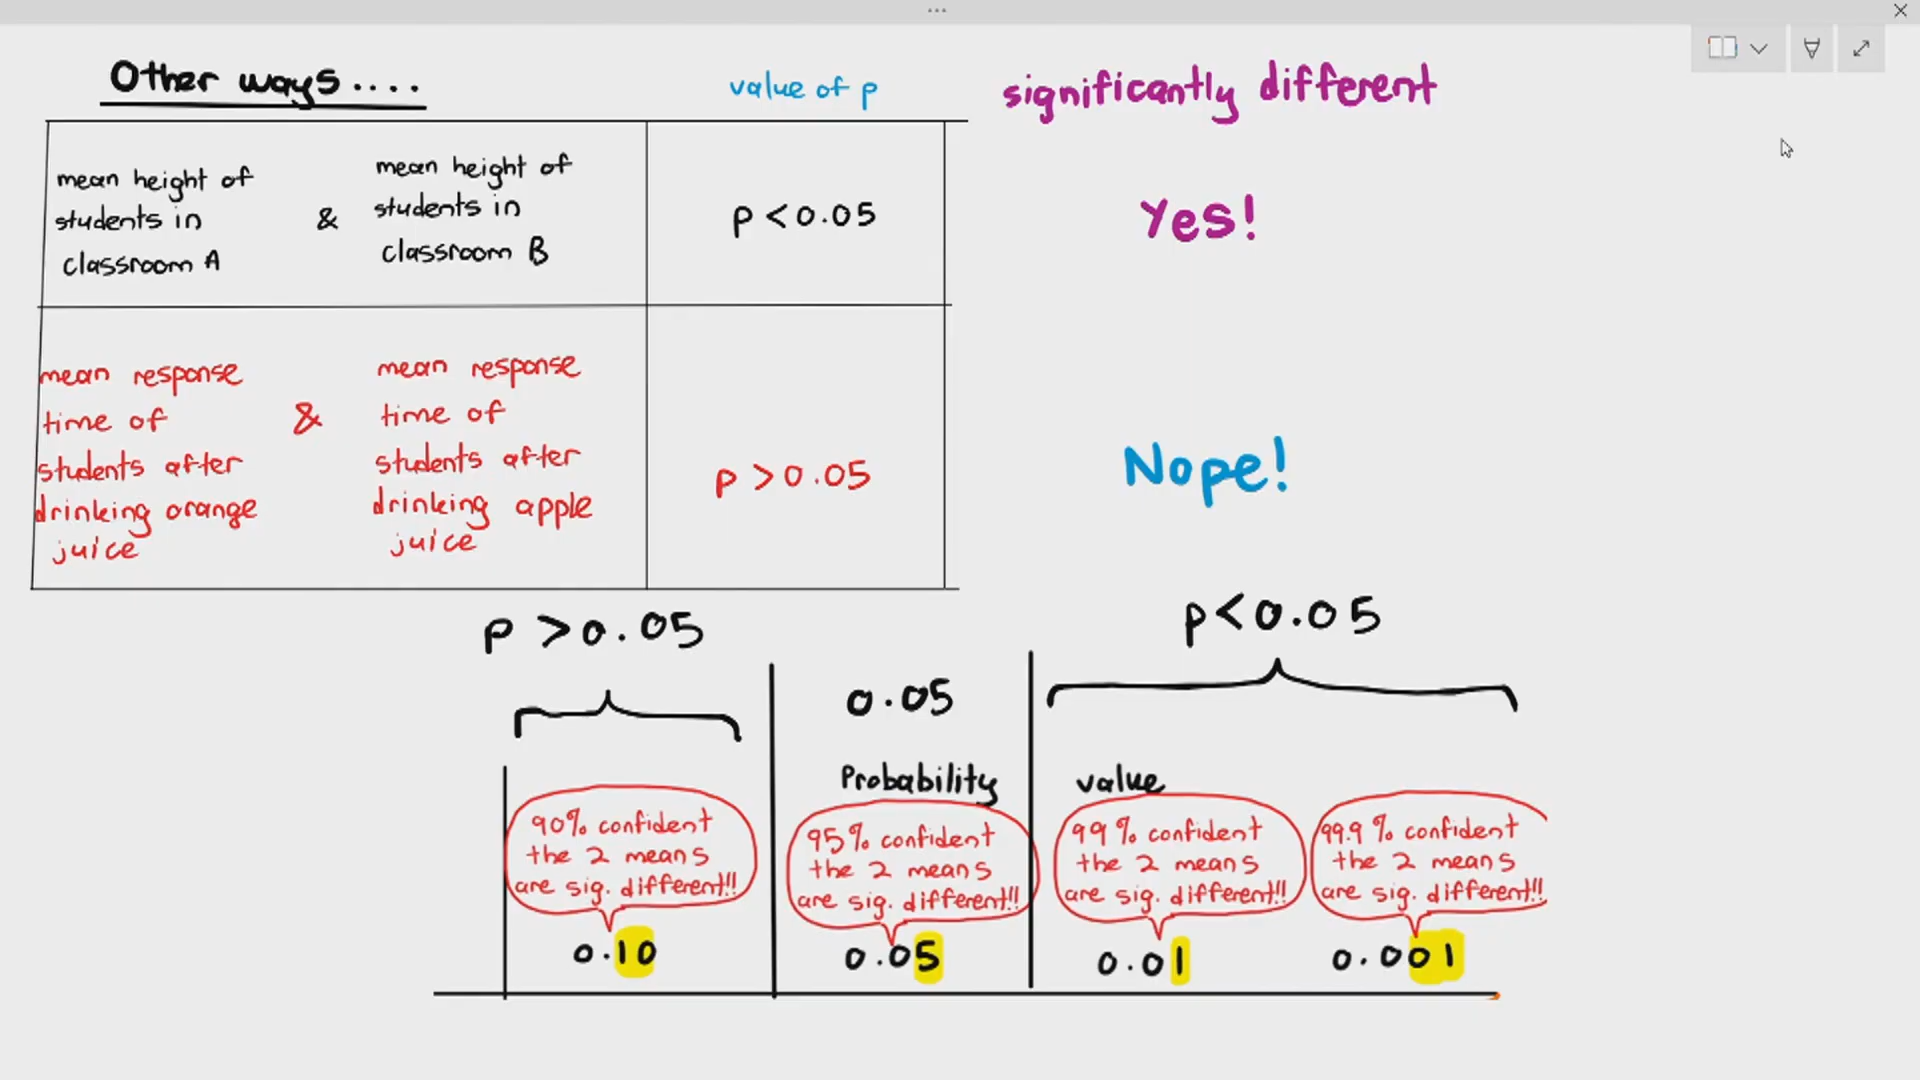 Other ways....
value of p
significantly different
mean height of
students in
classroom A
&
mean height of
students in
classroom B
p < 0.05
Yes!
mean response
time of
students after
drinking orange
juice
&
mean response
time of
students after
drinking apple
juice
p > 0.05
Nope!
p > 0.05
0.05
p < 0.05
Probability value
90% confident
the 2 means
are sig. different!!
95% confident
the 2 means
are sig. different!!
99% confident
the 2 means
are sig. different!!
99.9% confident
the 2 means
are sig. different!!
0.10
0.05
0.01
0.001